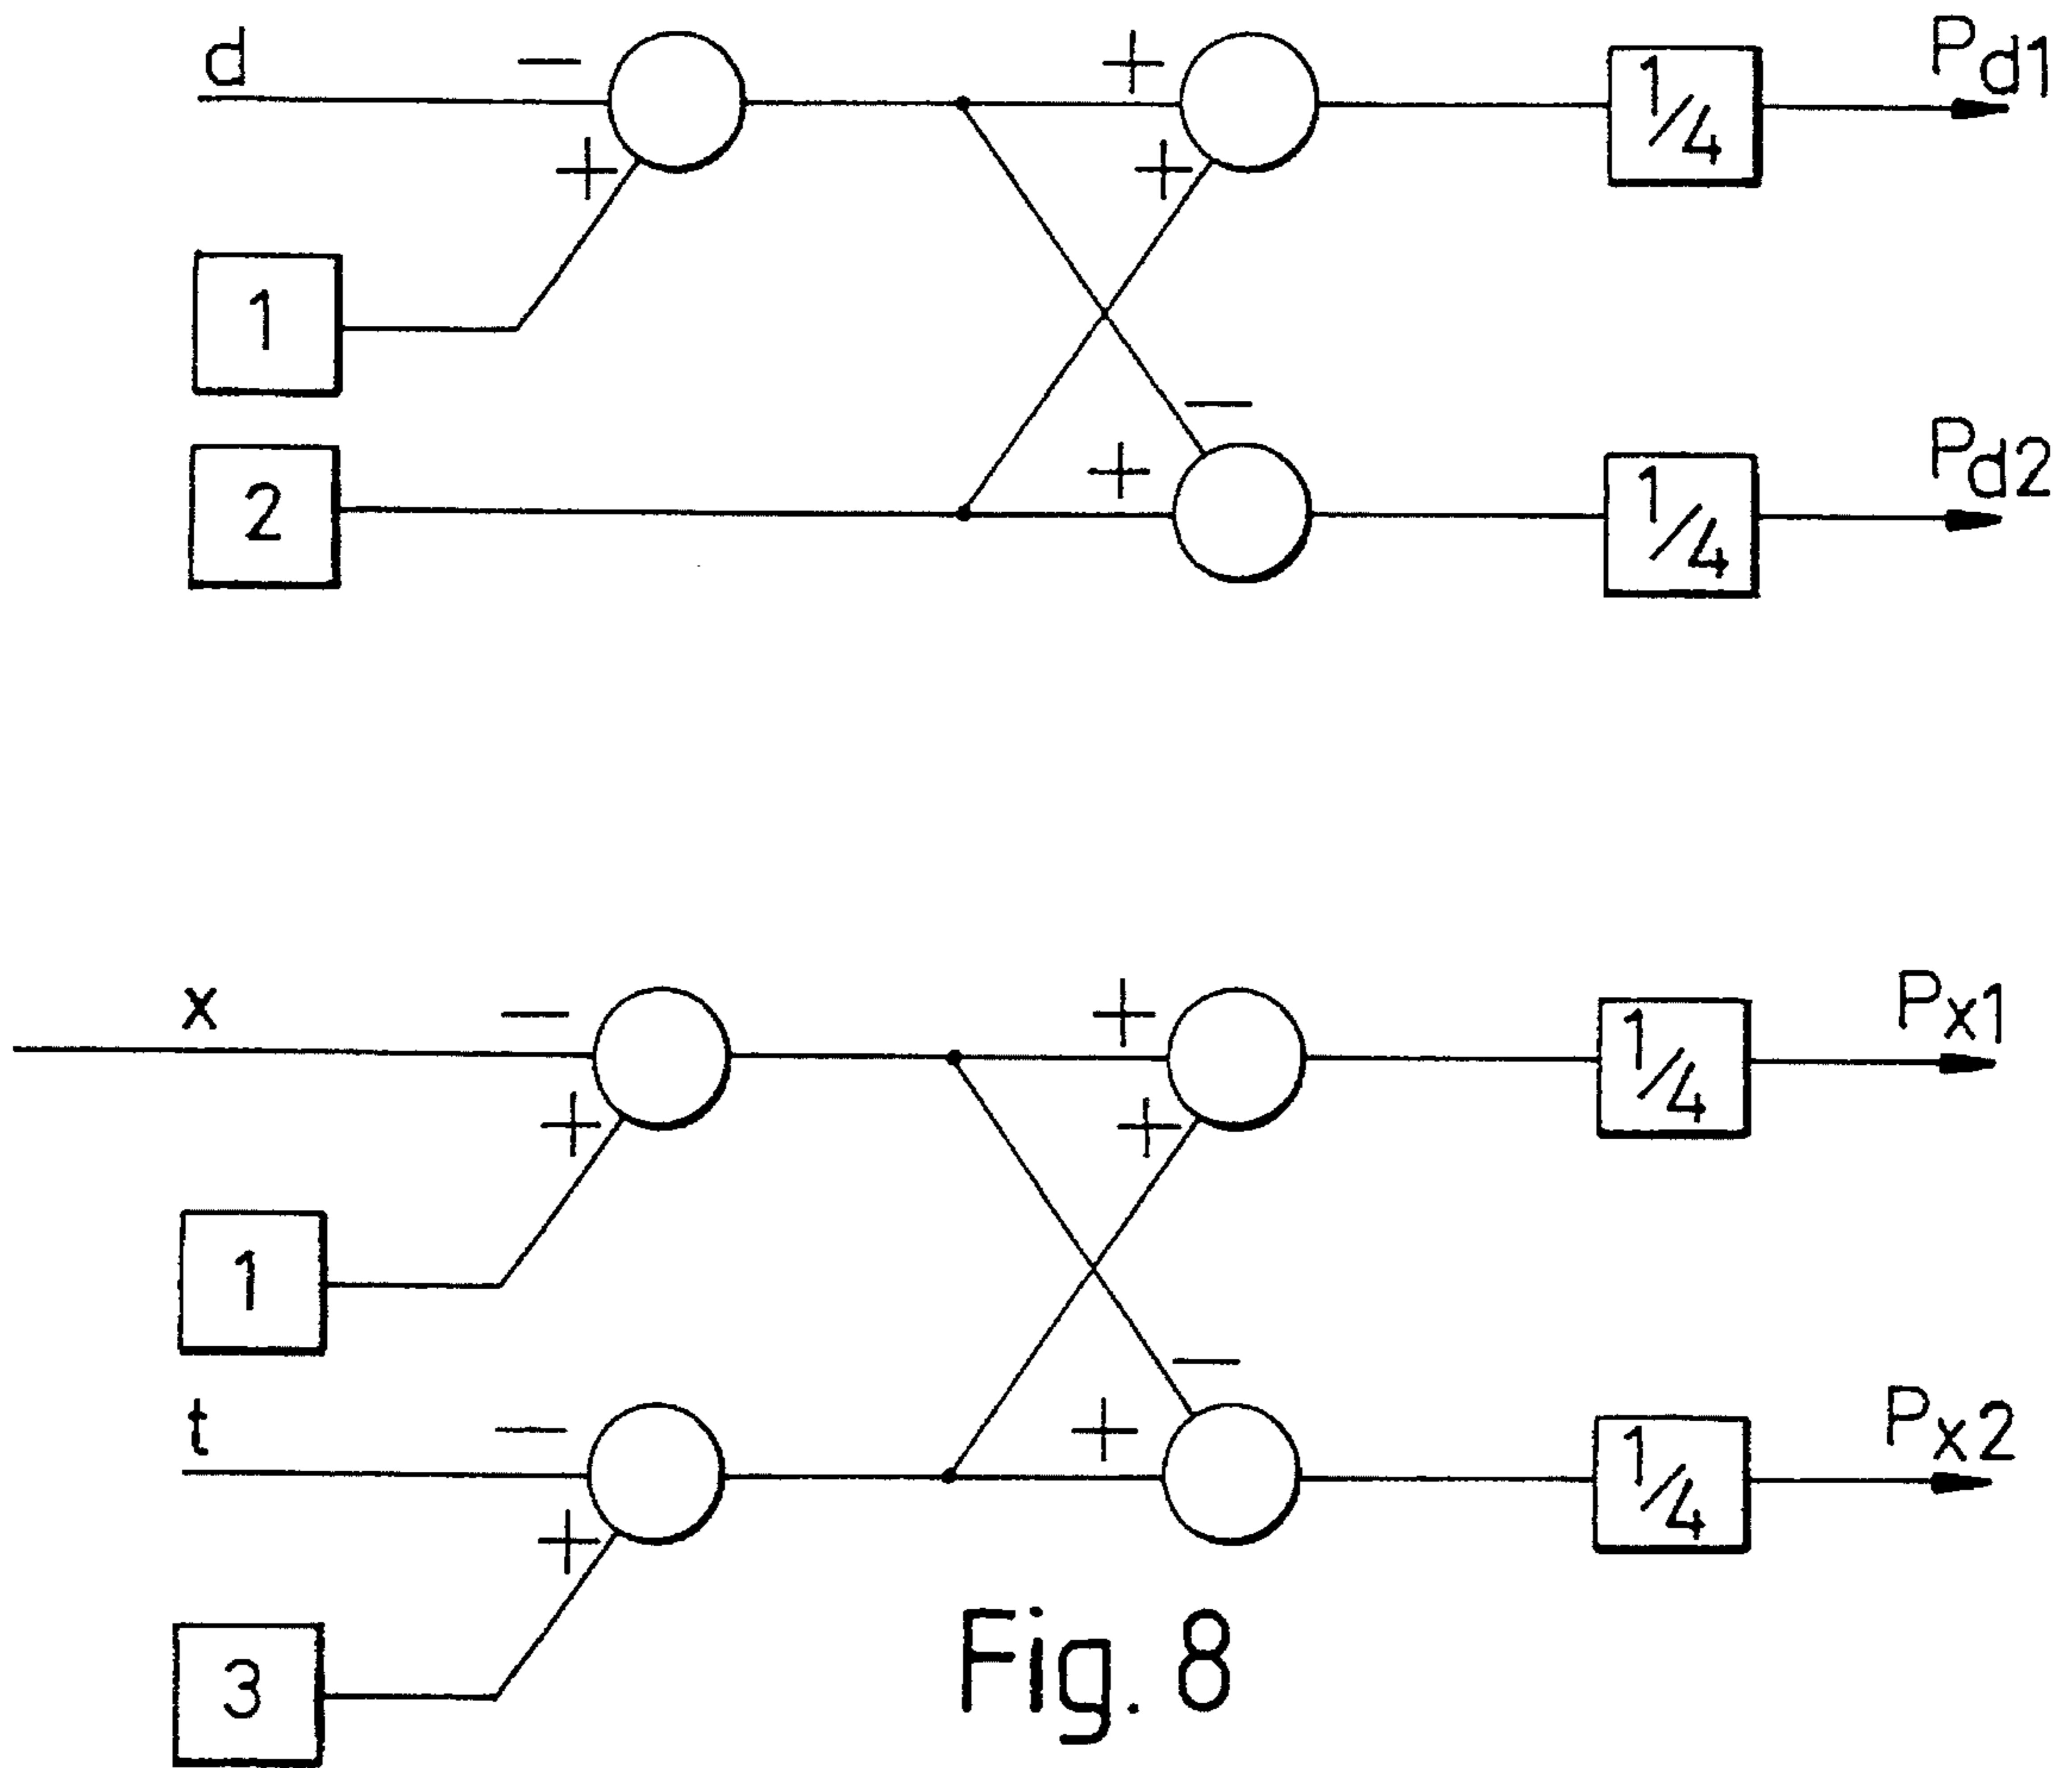 d − + 1/4 Pd1
+ +
1
−
2 + 1/4 Pd2
x − + 1/4 Px1
+ +
1
−
t − + 1/4 Px2
+
3
Fig. 8